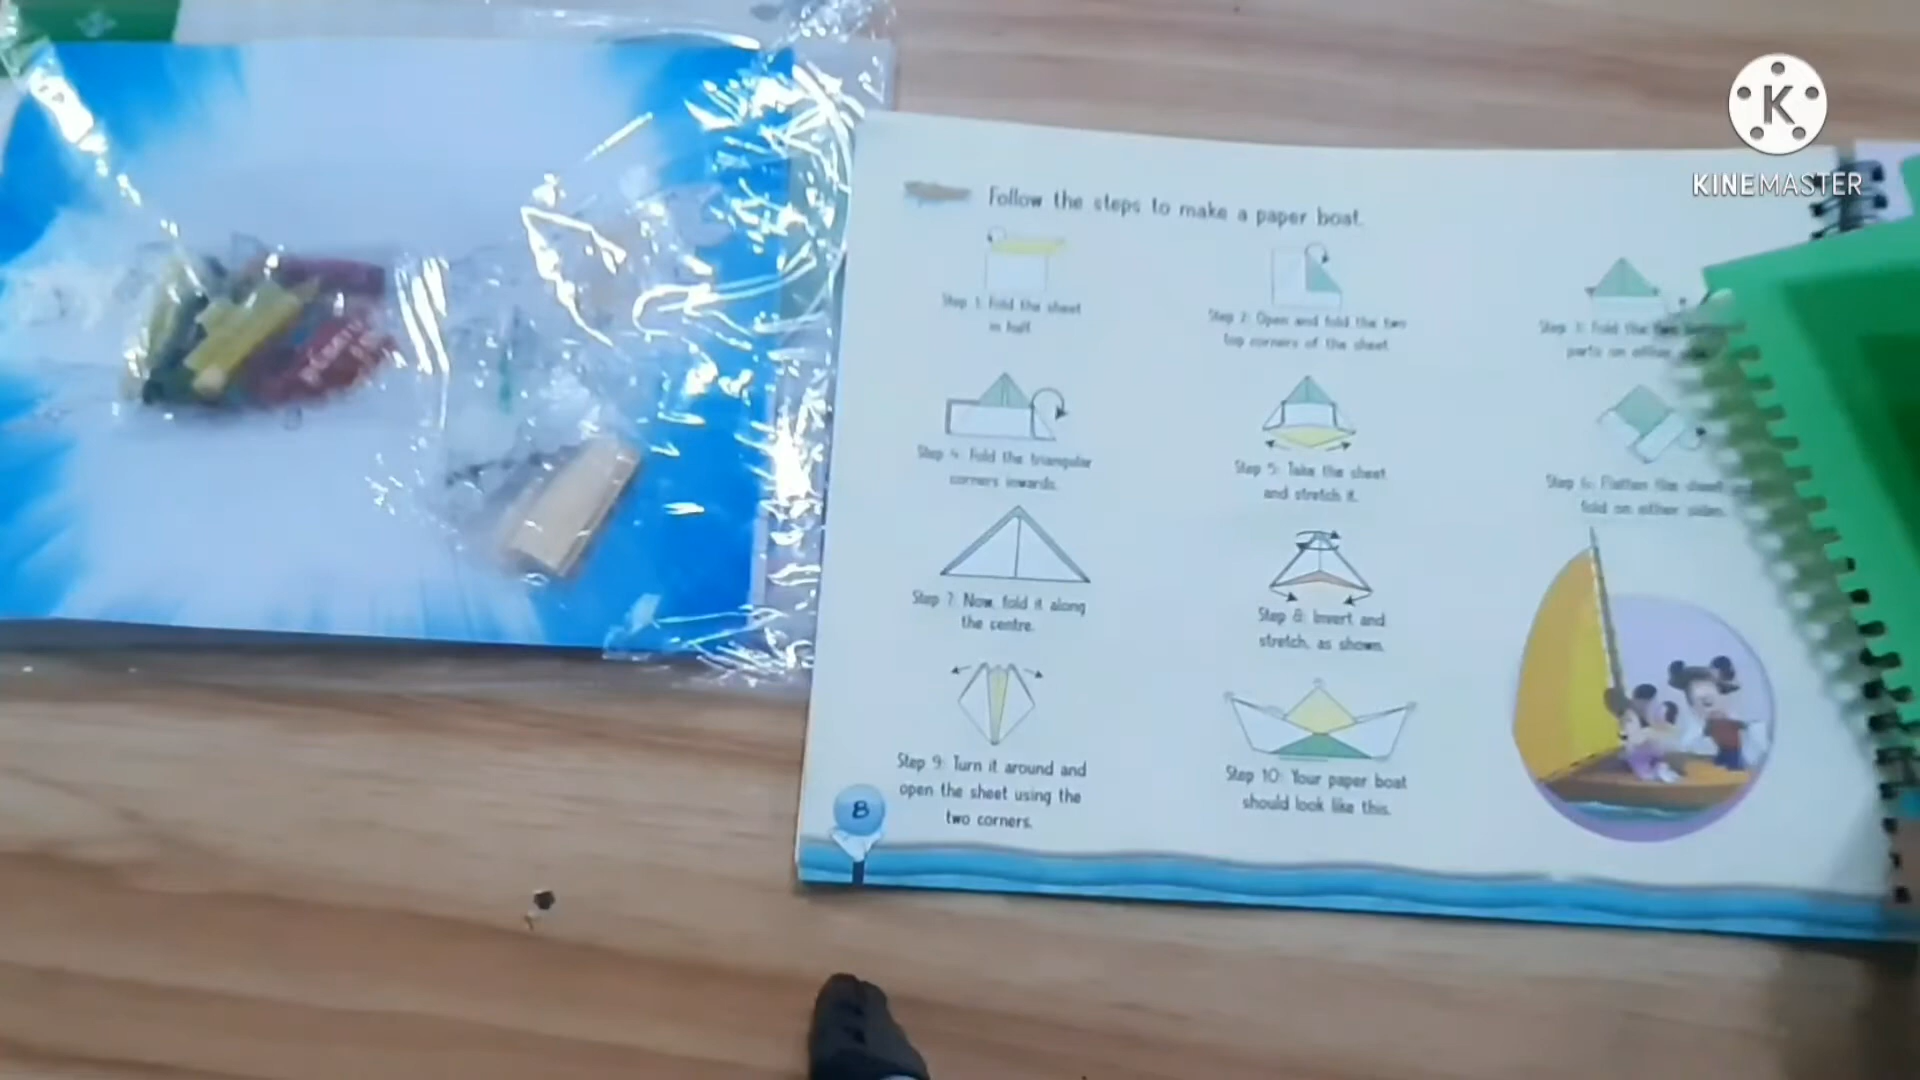 K
KINEMASTER
Follow the steps to make a paper boat.
Step 1: Fold the sheet
in half.
Step 2: Open and fold the two
top corners of the sheet.
Step 3: Fold the two
parts on either
Step 4: Fold the triangular
corners inwards.
Step 5: Take the sheet
and stretch it.
Step 6: Flatten the sheet
fold on either sides.
Step 7: Now, fold it along
the centre.
Step 8: Invert and
stretch, as shown.
Step 9: Turn it around and
open the sheet using the
two corners.
Step 10: Your paper boat
should look like this.
8